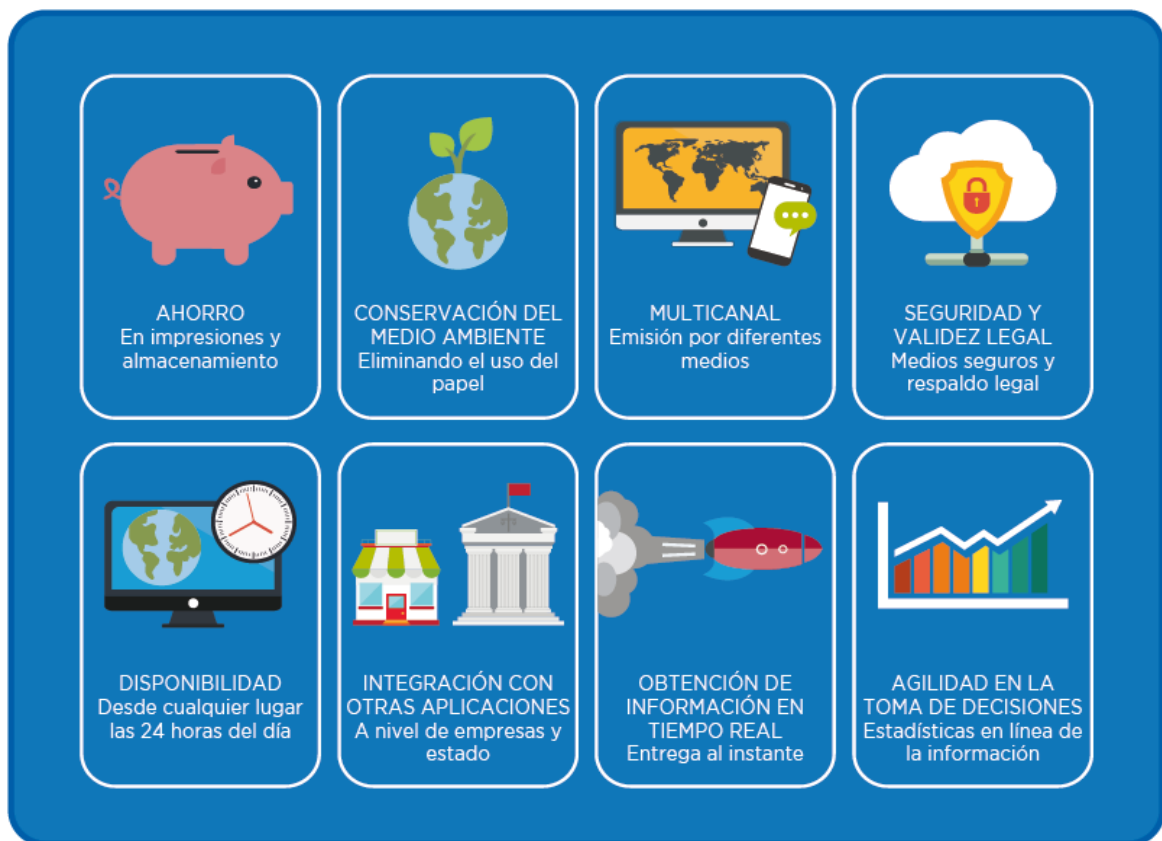 AHORRO
En impresiones y
almacenamiento
CONSERVACIÓN DEL
MEDIO AMBIENTE
Eliminando el uso del
papel
MULTICANAL
Emisión por diferentes
medios
SEGURIDAD Y
VALIDEZ LEGAL
Medios seguros y
respaldo legal
DISPONIBILIDAD
Desde cualquier lugar
las 24 horas del día
INTEGRACIÓN CON
OTRAS APLICACIONES
A nivel de empresas y
estado
OBTENCIÓN DE
INFORMACIÓN EN
TIEMPO REAL
Entrega al instante
AGILIDAD EN LA
TOMA DE DECISIONES
Estadísticas en línea de
la información